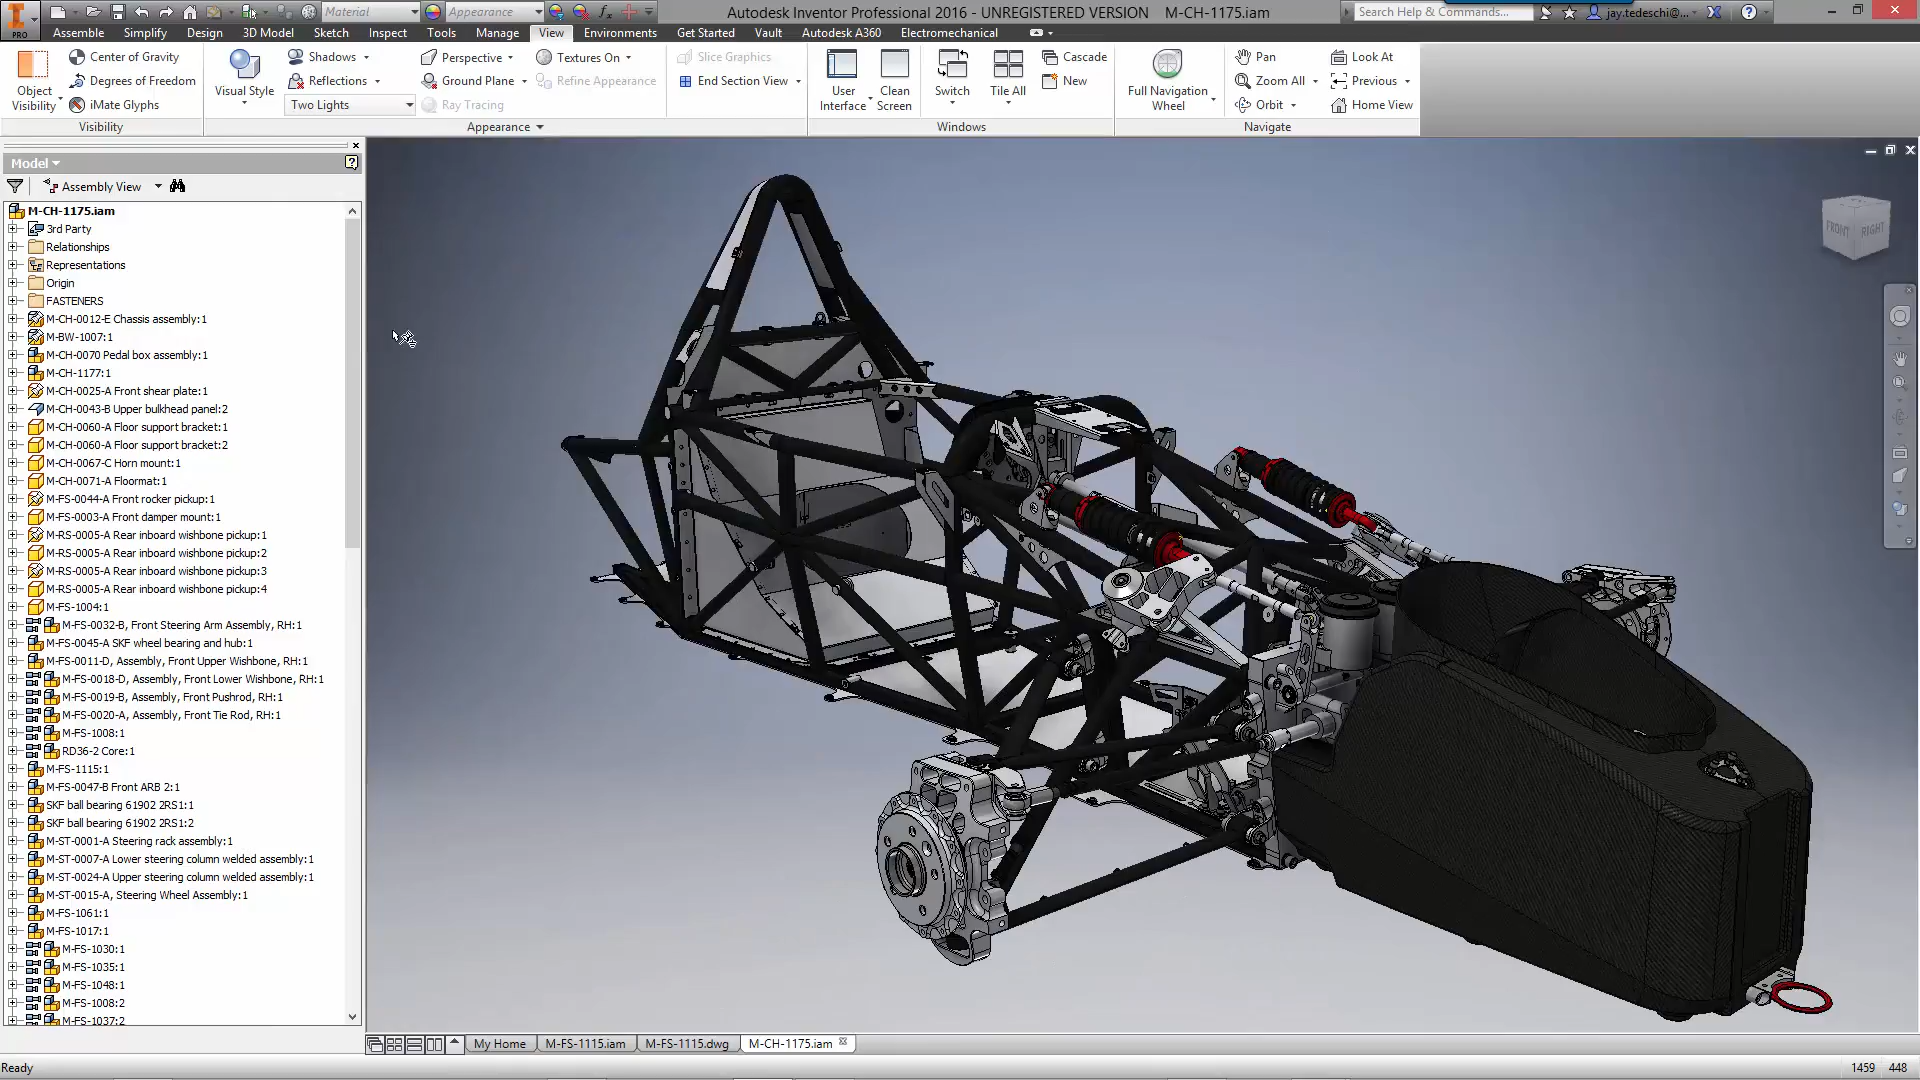 Material
Appearance
Autodesk Inventor Professional 2016 - UNREGISTERED VERSION M-CH-1175.iam
Search Help & Commands...
jay.tedeschi@...
PRO
Assemble Simplify Design 3D Model Sketch Inspect Tools Manage View Environments Get Started Vault Autodesk A360 Electromechanical
Object Visibility
Center of Gravity
Degrees of Freedom
iMate Glyphs
Visibility
Visual Style
Shadows
Reflections
Two Lights
Perspective
Ground Plane
Ray Tracing
Textures On
Refine Appearance
Appearance
Slice Graphics
End Section View
User Interface
Clean Screen
Switch
Tile All
Cascade
New
Windows
Full Navigation Wheel
Pan
Zoom All
Orbit
Look At
Previous
Home View
Navigate
Model
Assembly View
M-CH-1175.iam
3rd Party
Relationships
Representations
Origin
FASTENERS
M-CH-0012-E Chassis assembly:1
M-BW-1007:1
M-CH-0070 Pedal box assembly:1
M-CH-1177:1
M-CH-0025-A Front shear plate:1
M-CH-0043-B Upper bulkhead panel:2
M-CH-0060-A Floor support bracket:1
M-CH-0060-A Floor support bracket:2
M-CH-0067-C Horn mount:1
M-CH-0071-A Floormat:1
M-FS-0044-A Front rocker pickup:1
M-FS-0003-A Front damper mount:1
M-RS-0005-A Rear inboard wishbone pickup:1
M-RS-0005-A Rear inboard wishbone pickup:2
M-RS-0005-A Rear inboard wishbone pickup:3
M-RS-0005-A Rear inboard wishbone pickup:4
M-FS-1004:1
M-FS-0032-B, Front Steering Arm Assembly, RH:1
M-FS-0045-A SKF wheel bearing and hub:1
M-FS-0011-D, Assembly, Front Upper Wishbone, RH:1
M-FS-0018-D, Assembly, Front Lower Wishbone, RH:1
M-FS-0019-B, Assembly, Front Pushrod, RH:1
M-FS-0020-A, Assembly, Front Tie Rod, RH:1
M-FS-1008:1
RD36-2 Core:1
M-FS-1115:1
M-FS-0047-B Front ARB 2:1
SKF ball bearing 61902 2RS1:1
SKF ball bearing 61902 2RS1:2
M-ST-0001-A Steering rack assembly:1
M-ST-0007-A Lower steering column welded assembly:1
M-ST-0024-A Upper steering column welded assembly:1
M-ST-0015-A, Steering Wheel Assembly:1
M-FS-1061:1
M-FS-1017:1
M-FS-1030:1
M-FS-1035:1
M-FS-1048:1
M-FS-1008:2
M-FS-1037:2
FRONT RIGHT
My Home M-FS-1115.iam M-FS-1115.dwg M-CH-1175.iam
Ready
1459 448